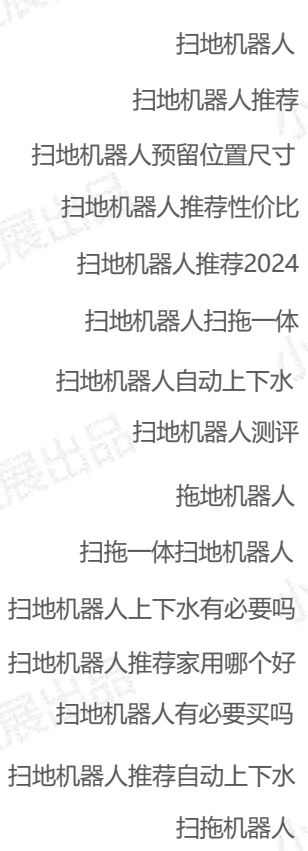 扫地机器人
扫地机器人推荐
扫地机器人预留位置尺寸
扫地机器人推荐性价比
扫地机器人推荐2024
扫地机器人扫拖一体
扫地机器人自动上下水
扫地机器人测评
拖地机器人
扫拖一体扫地机器人
扫地机器人上下水有必要吗
扫地机器人推荐家用哪个好
扫地机器人有必要买吗
扫地机器人推荐自动上下水
扫拖机器人